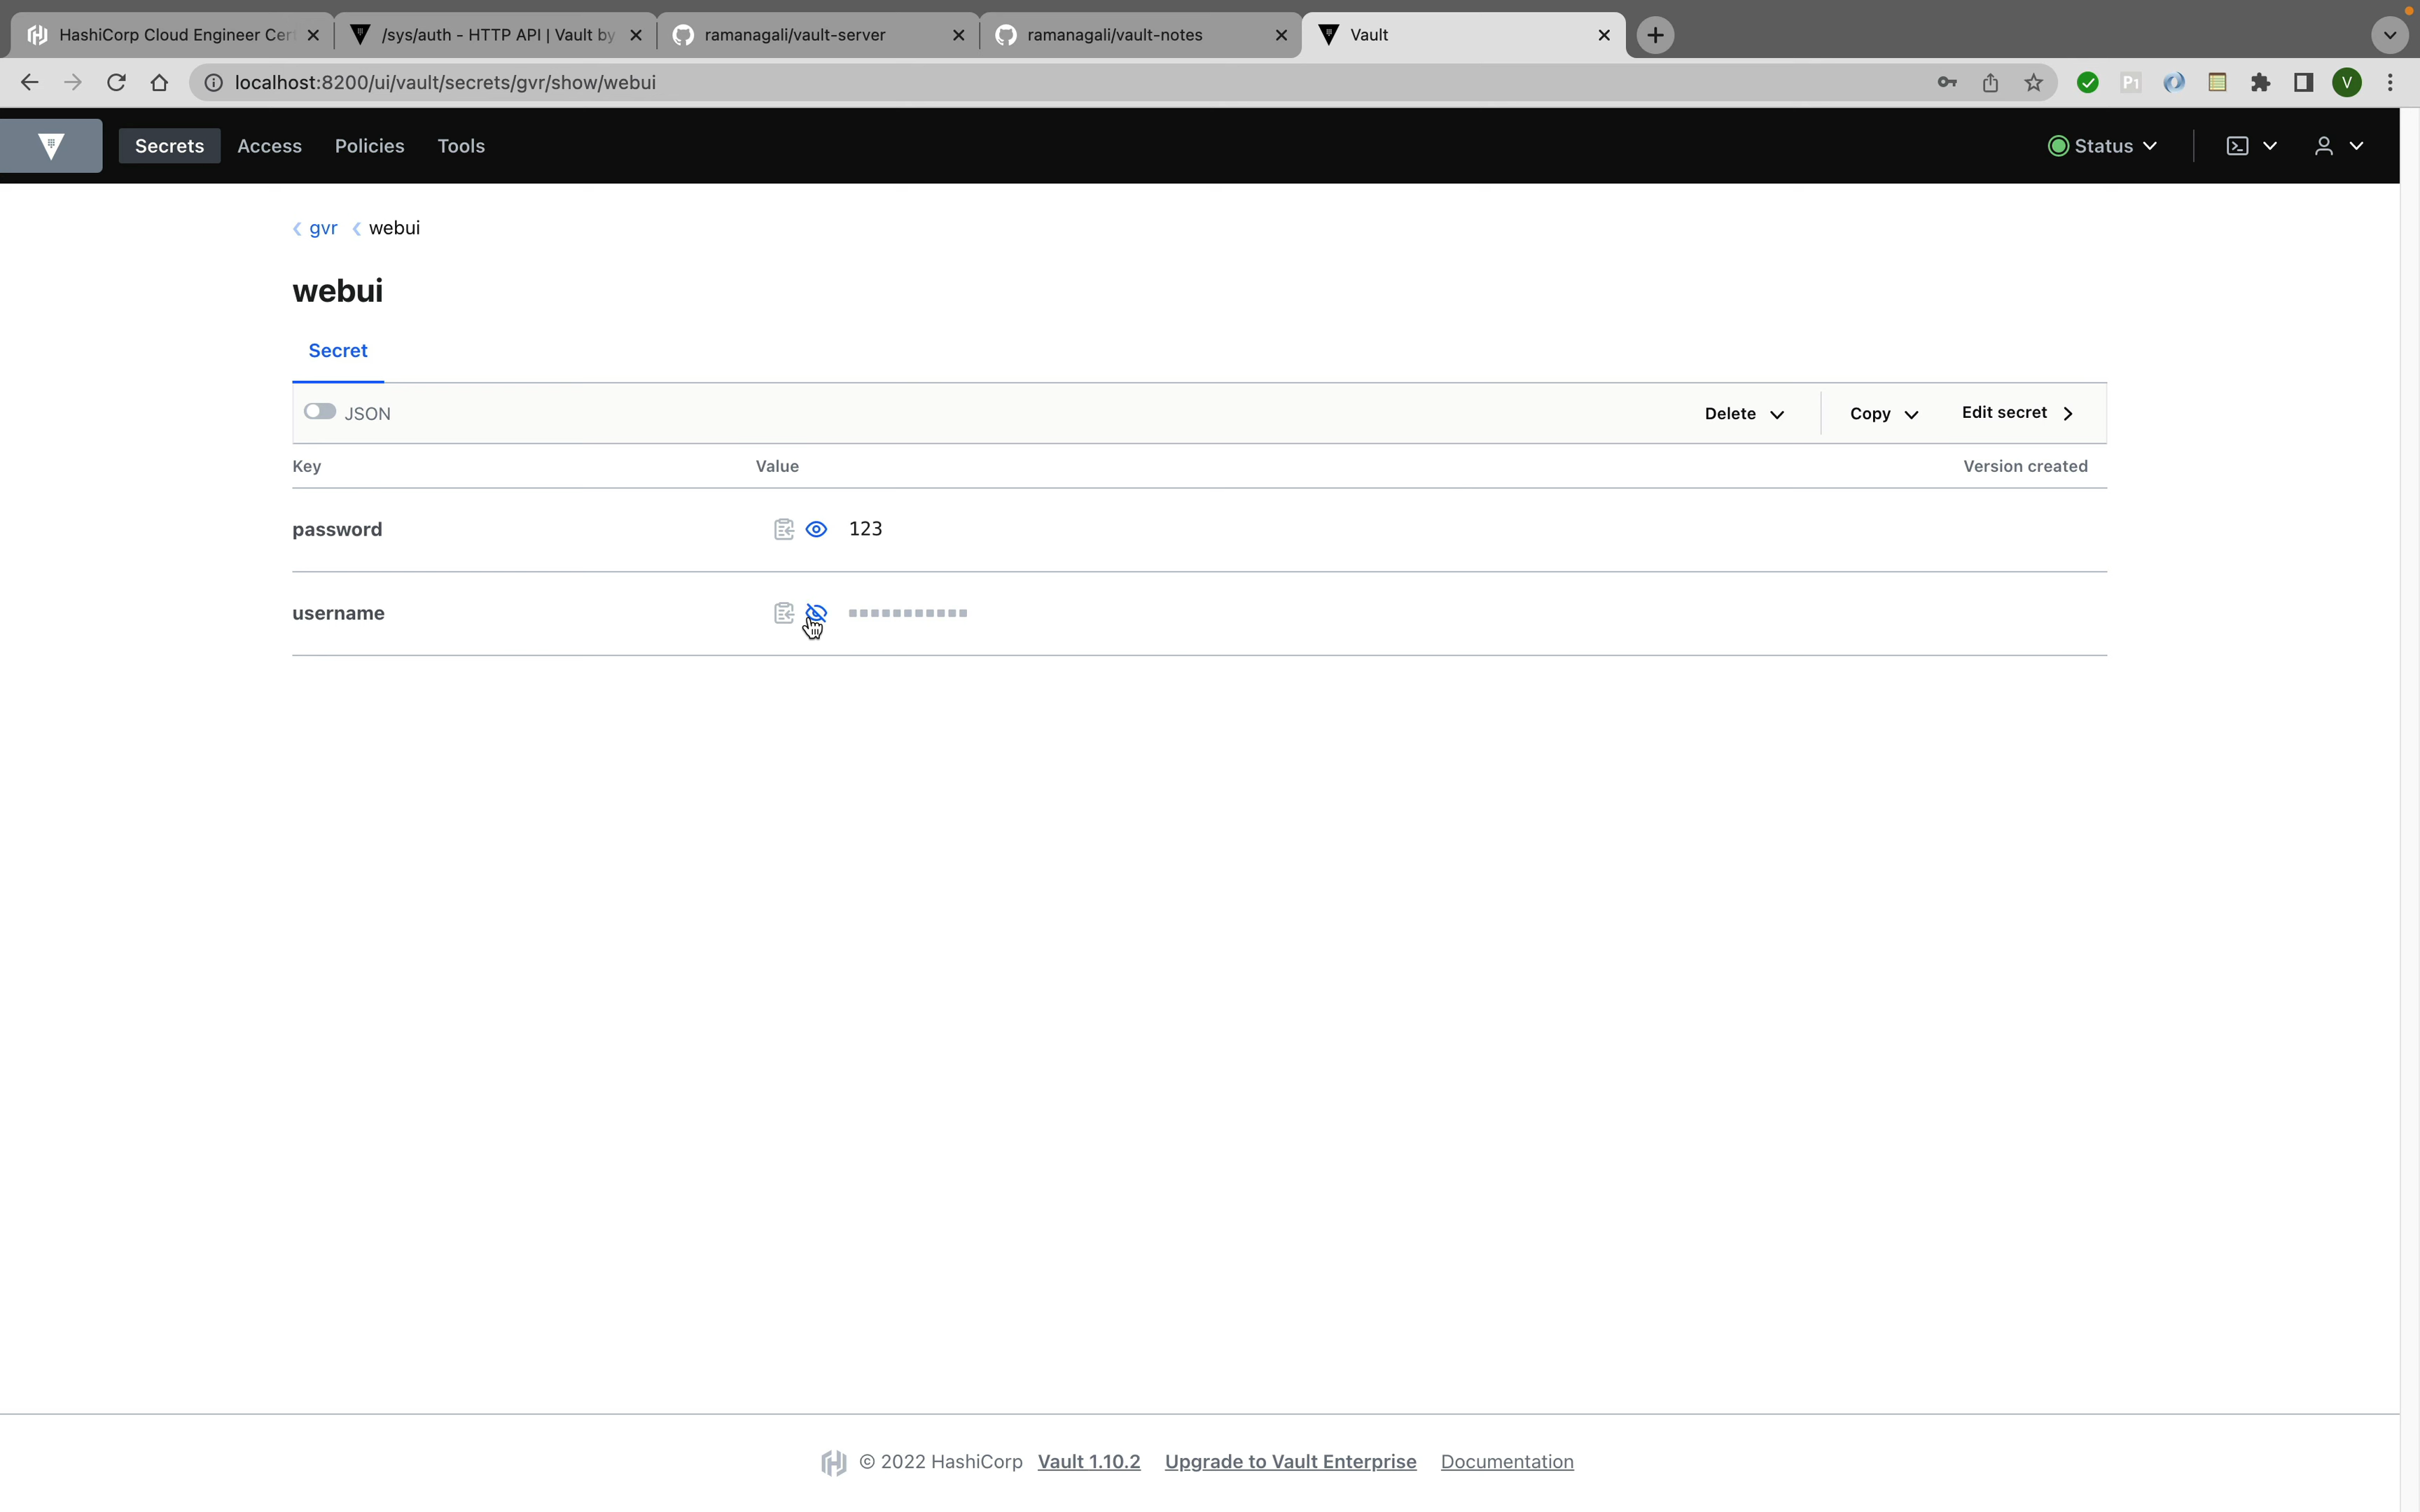 HashiCorp Cloud Engineer Cer
/sys/auth - HTTP API | Vault by
ramanagali/vault-server
ramanagali/vault-notes
Vault
localhost:8200/ui/vault/secrets/gvr/show/webui
P1
V
Secrets
Access
Policies
Tools
Status
gvr
webui
webui
Secret
JSON
Delete
Copy
Edit secret
Key
Value
Version created
password
123
username
© 2022 HashiCorp
Vault 1.10.2
Upgrade to Vault Enterprise
Documentation